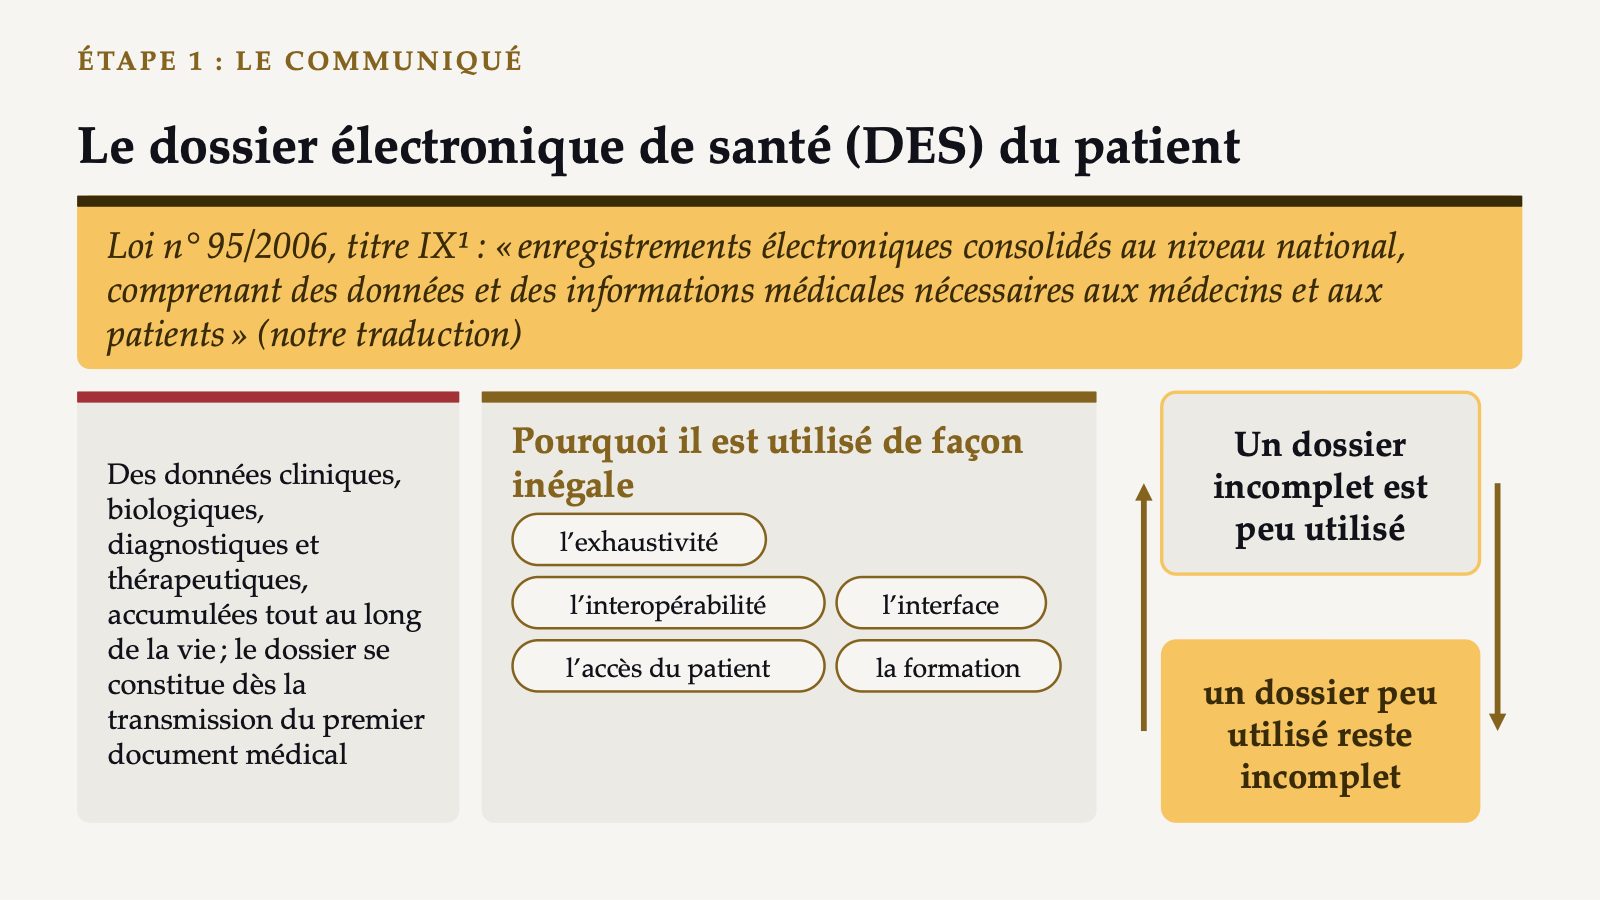 ÉTAPE 1 : LE COMMUNIQUÉ
Le dossier électronique de santé (DES) du patient
Loi n° 95/2006, titre IX¹ : « enregistrements électroniques consolidés au niveau national,
comprenant des données et des informations médicales nécessaires aux médecins et aux
patients » (notre traduction)
Des données cliniques,
biologiques,
diagnostiques et
thérapeutiques,
accumulées tout au long
de la vie ; le dossier se
constitue dès la
transmission du premier
document médical
Pourquoi il est utilisé de façon
inégale
l’exhaustivité
l’interopérabilité
l’interface
l’accès du patient
la formation
Un dossier
incomplet est
peu utilisé
un dossier peu
utilisé reste
incomplet